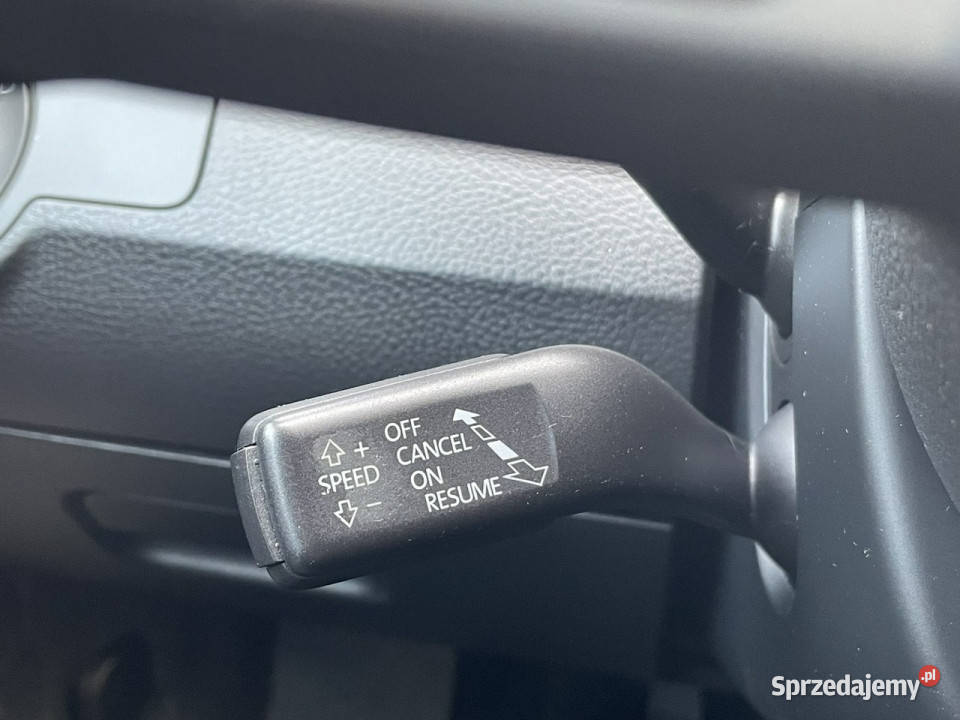 +
SPEED
-
OFF
CANCEL
ON
RESUME
Sprzedajemy.pl